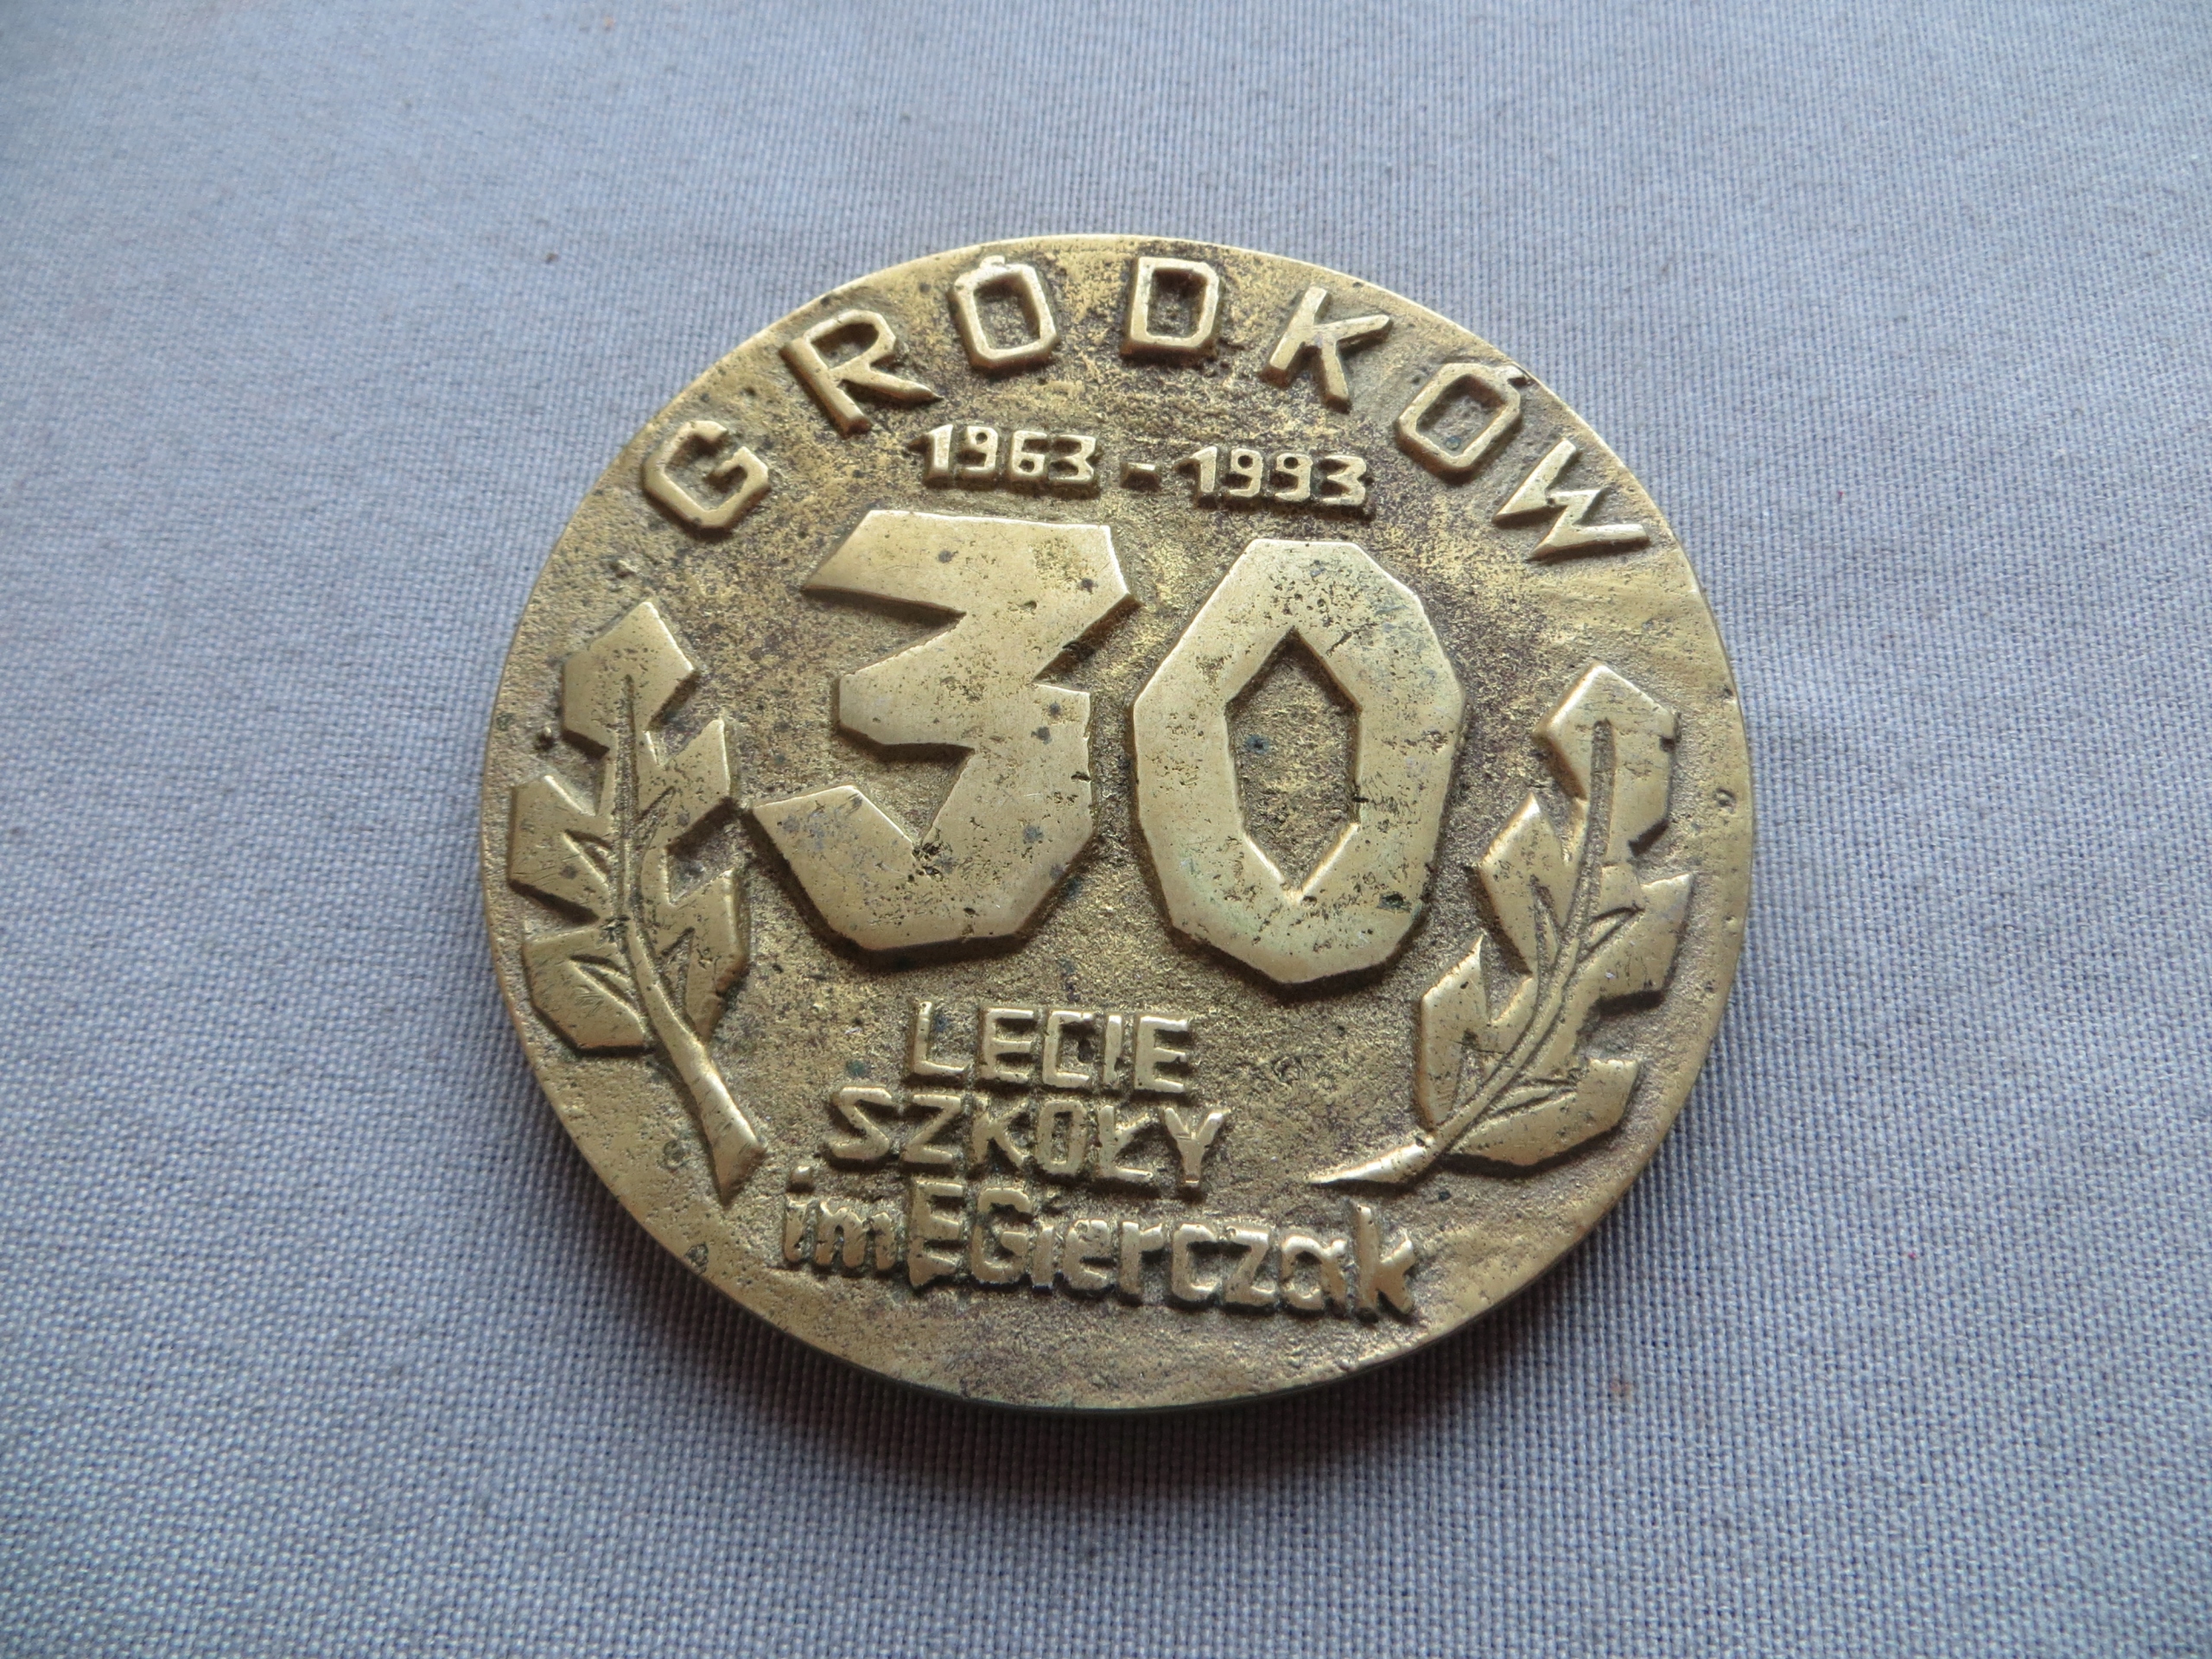 GRÓDKÓW
1963 - 1993
30
LECIE
SZKOŁY
im E Gierczak